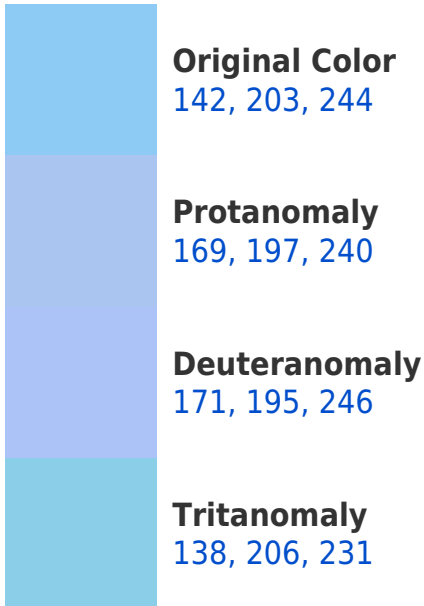 Original Color
142, 203, 244
Protanomaly
169, 197, 240
Deuteranomaly
171, 195, 246
Tritanomaly
138, 206, 231